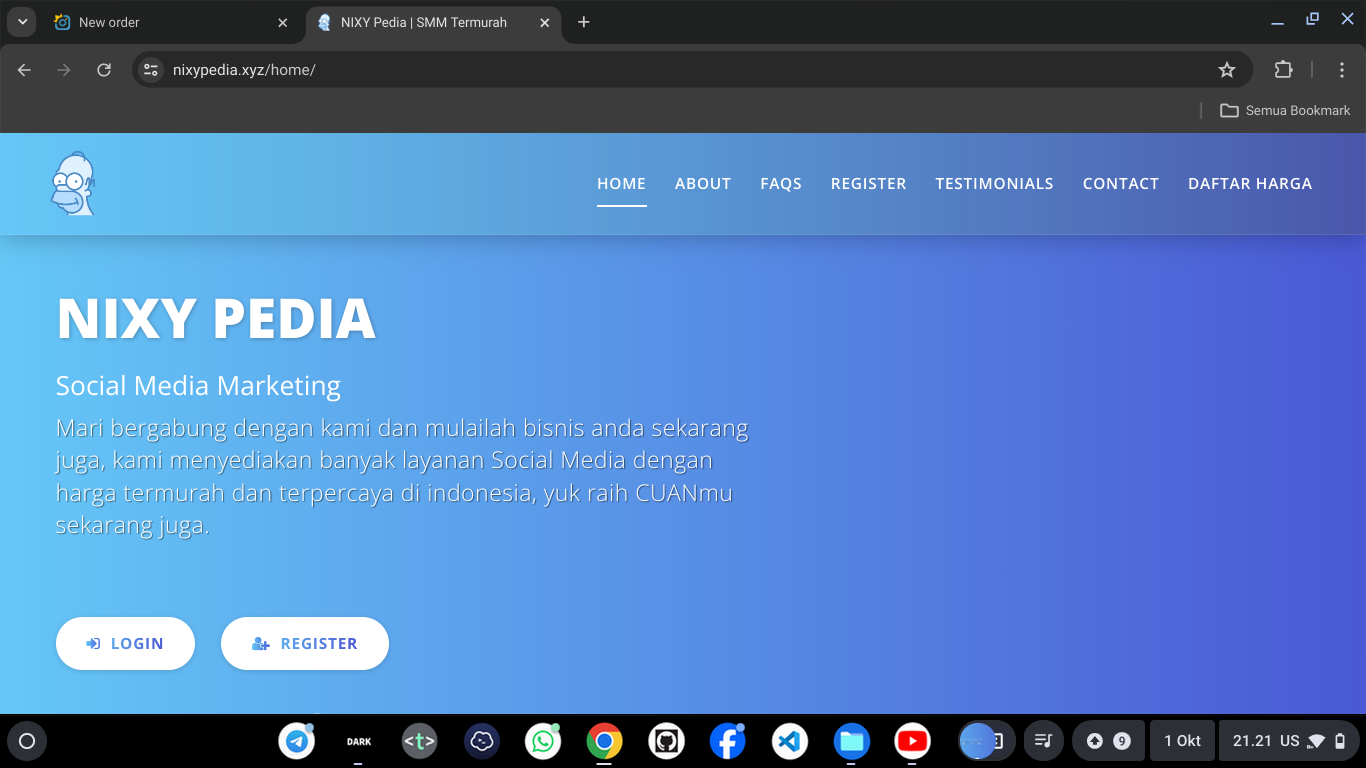 New order
NIXY Pedia | SMM Termurah
nixypedia.xyz/home/
Semua Bookmark
HOME
ABOUT
FAQS
REGISTER
TESTIMONIALS
CONTACT
DAFTAR HARGA
NIXY PEDIA
Social Media Marketing
Mari bergabung dengan kami dan mulailah bisnis anda sekarang
juga, kami menyediakan banyak layanan Social Media dengan
harga termurah dan terpercaya di indonesia, yuk raih CUANmu
sekarang juga.
LOGIN
REGISTER
DARK
<t>
9
1 Okt
21.21 US